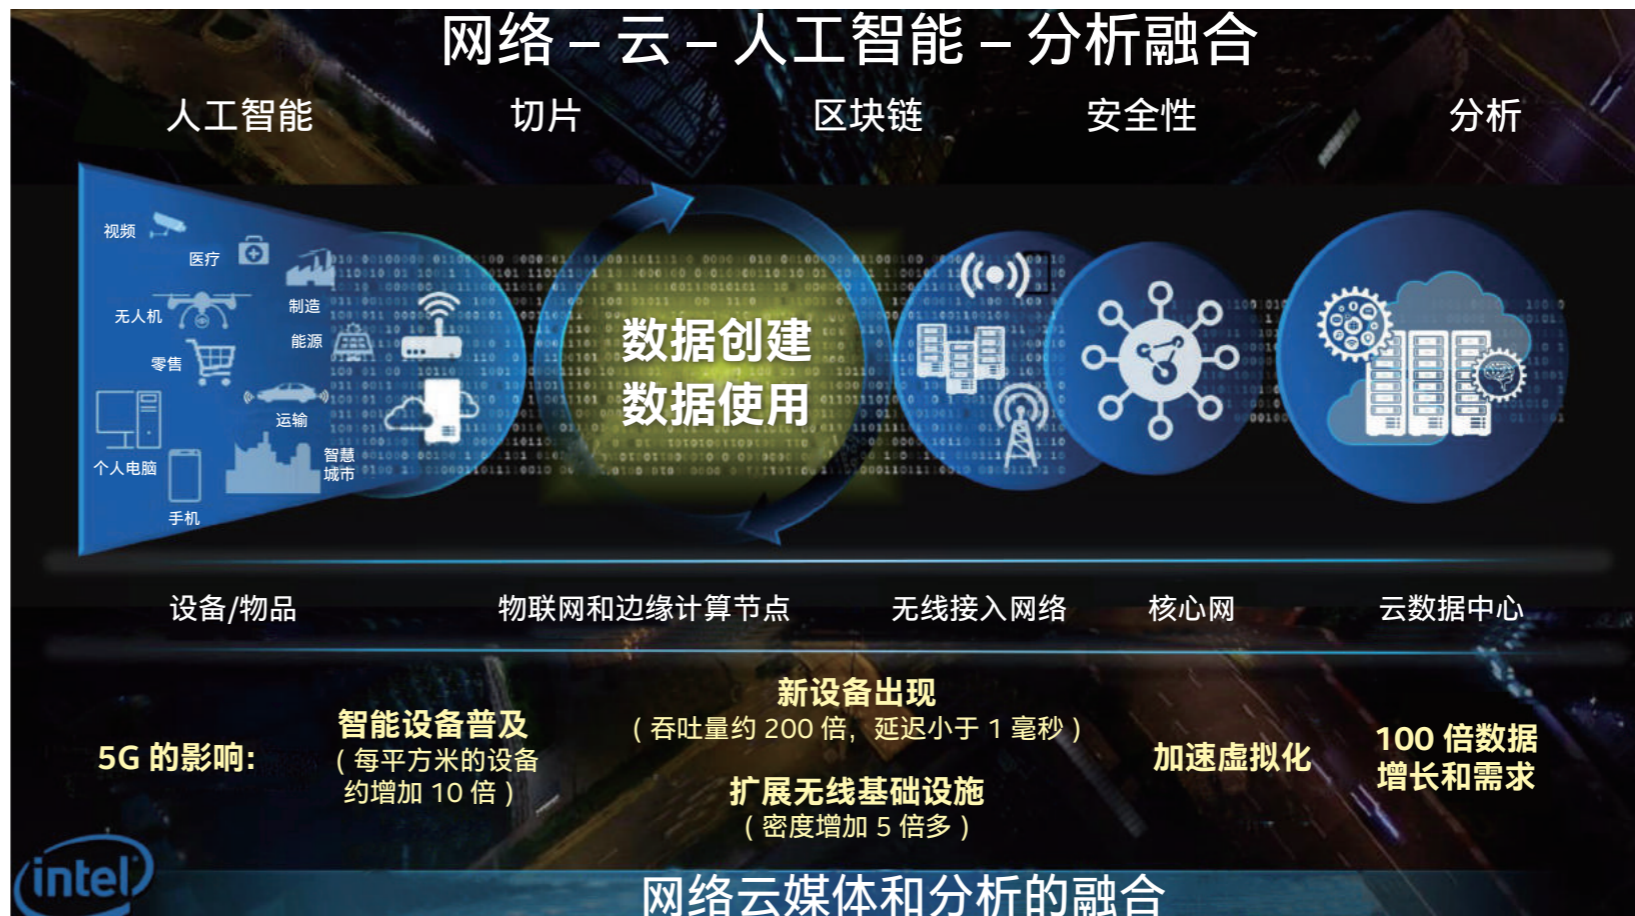 网络 – 云 – 人工智能 – 分析融合
人工智能
切片
区块链
安全性
分析
视频
医疗
制造
无人机
能源
零售
运输
个人电脑
智慧
城市
手机
数据创建
数据使用
设备/物品
物联网和边缘计算节点
无线接入网络
核心网
云数据中心
5G 的影响:
智能设备普及
( 每平方米的设备
约增加 10 倍 )
新设备出现
( 吞吐量约 200 倍，延迟小于 1 毫秒 )
扩展无线基础设施
( 密度增加 5 倍多 )
加速虚拟化
100 倍数据
增长和需求
intel
网络云媒体和分析的融合